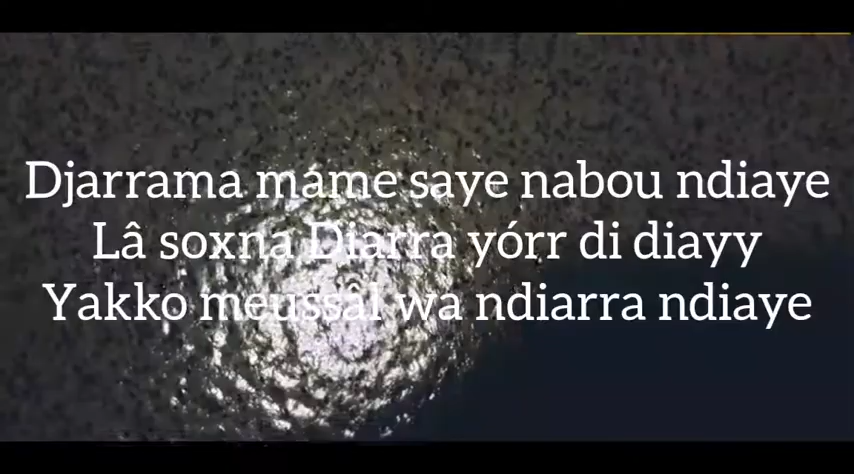 Djarrama mame saye nabou ndiaye
Lâ soxna Diarra yórr di diayy
Yakko meussâl wa ndiarra ndiaye